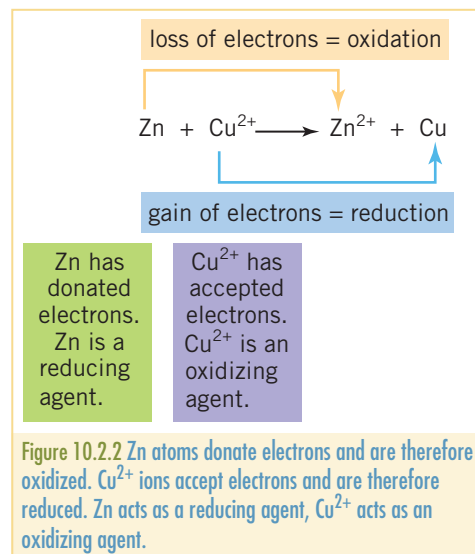 loss of electrons = oxidation
Zn + Cu²⁺ → Zn²⁺ + Cu
gain of electrons = reduction
Zn has
donated
electrons.
Zn is a
reducing
agent.
Cu²⁺ has
accepted
electrons.
Cu²⁺ is an
oxidizing
agent.
Figure 10.2.2 Zn atoms donate electrons and are therefore
oxidized. Cu²⁺ ions accept electrons and are therefore
reduced. Zn acts as a reducing agent, Cu²⁺ acts as an
oxidizing agent.